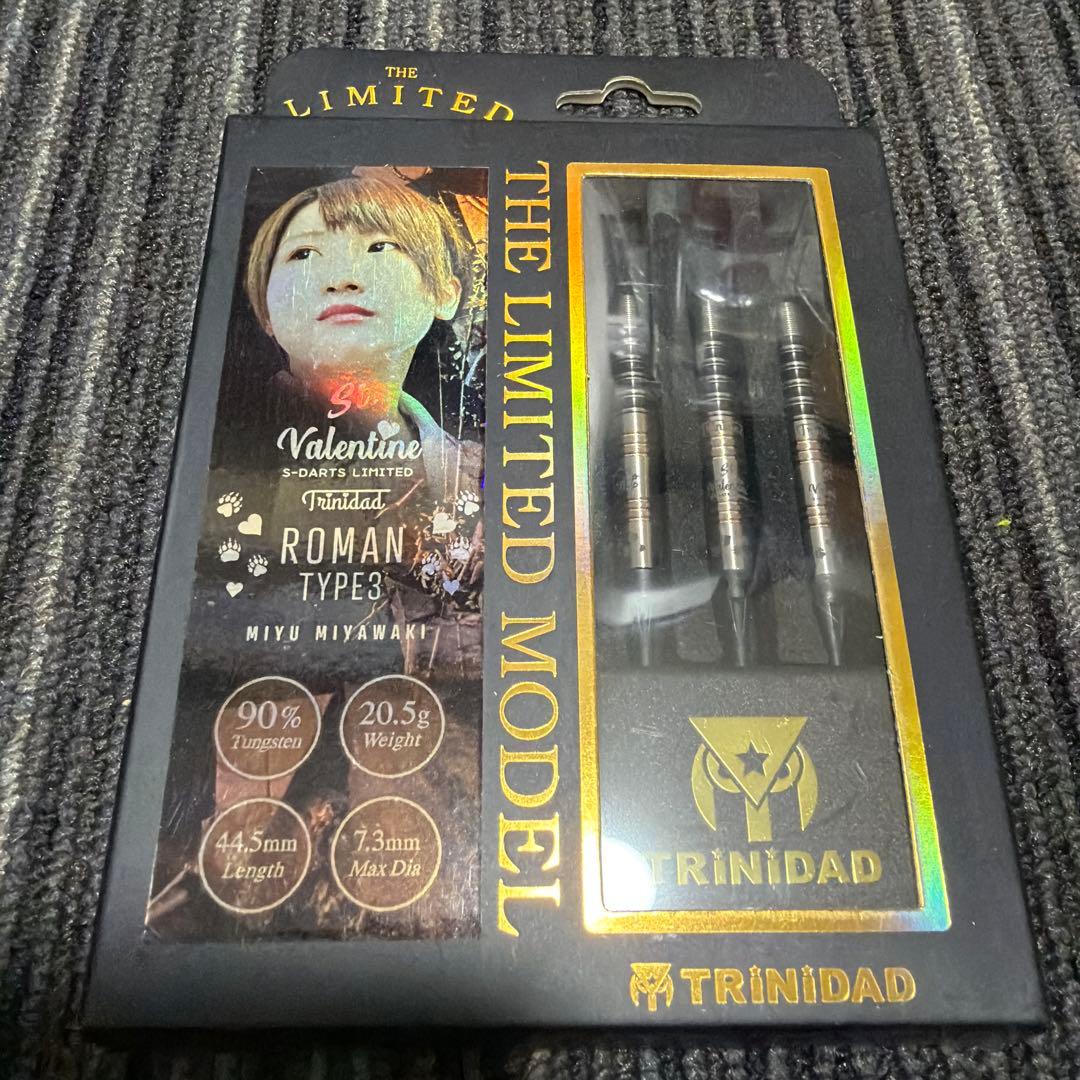 THE
LIMITED
THE LIMITED MODEL
St
Valentine
S-DARTS LIMITED
Trinidad
ROMAN
TYPE3
MIYU MIYAWAKI
90%
Tungsten
20.5g
Weight
44.5mm
Length
7.3mm
Max Dia
TRiNiDAD
TRiNiDAD